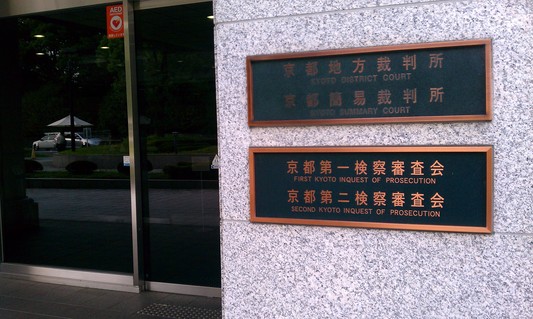 AED
京都地方裁判所
KYOTO DISTRICT COURT
京都簡易裁判所
KYOTO SUMMARY COURT
京都第一検察審査会
FIRST KYOTO INQUEST OF PROSECUTION
京都第二検察審査会
SECOND KYOTO INQUEST OF PROSECUTION